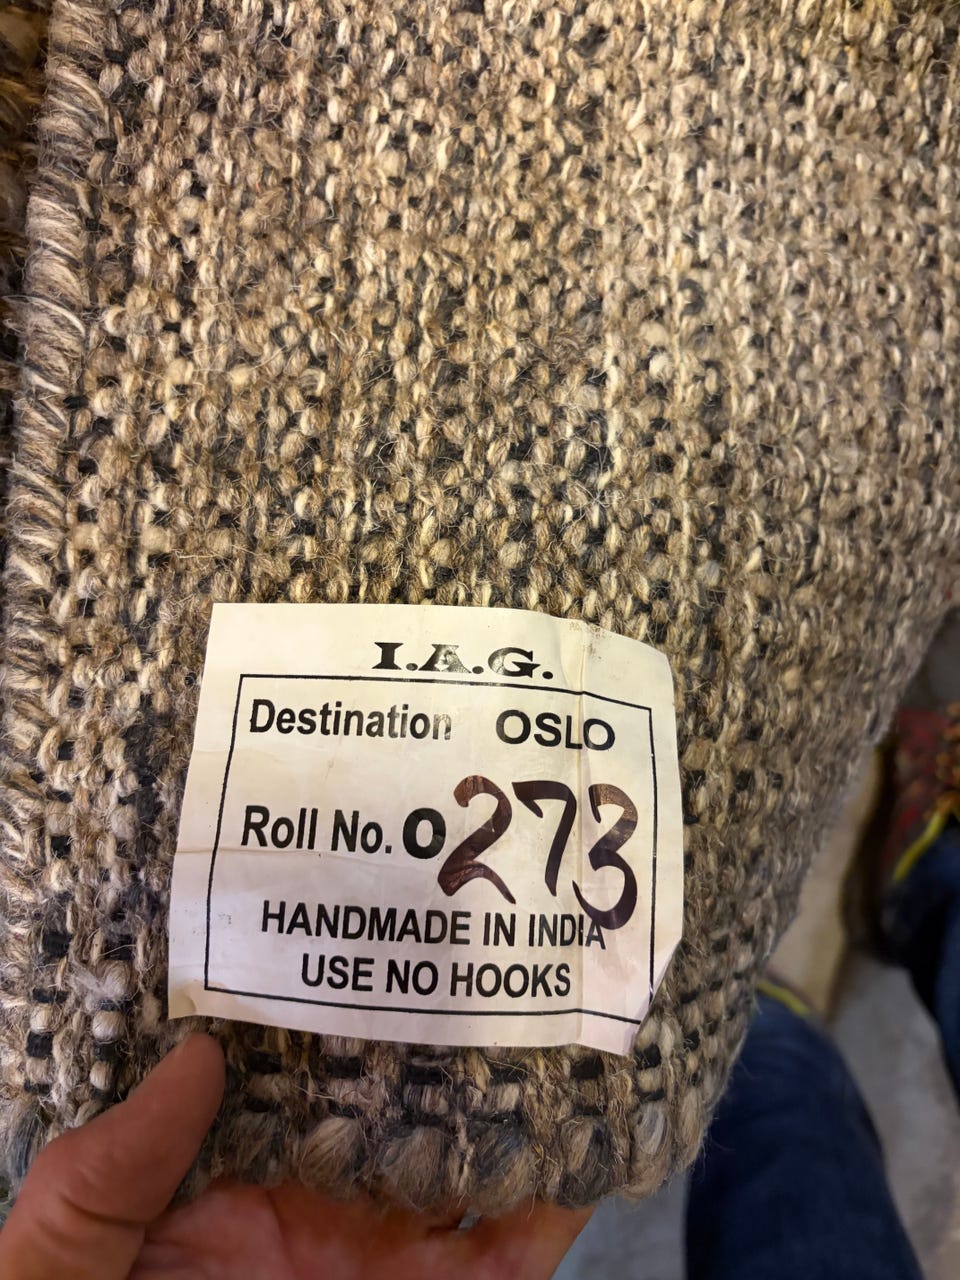 I.A.G.
Destination OSLO
Roll No. 0273
HANDMADE IN INDIA
USE NO HOOKS